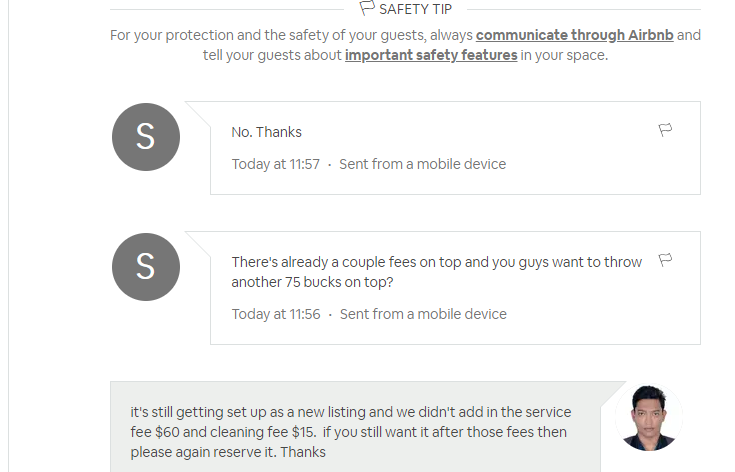 SAFETY TIP
For your protection and the safety of your guests, always communicate through Airbnb and
tell your guests about important safety features in your space.
S
No. Thanks
Today at 11:57 · Sent from a mobile device
S
There's already a couple fees on top and you guys want to throw
another 75 bucks on top?
Today at 11:56 · Sent from a mobile device
it's still getting set up as a new listing and we didn't add in the service
fee $60 and cleaning fee $15.  if you still want it after those fees then
please again reserve it. Thanks